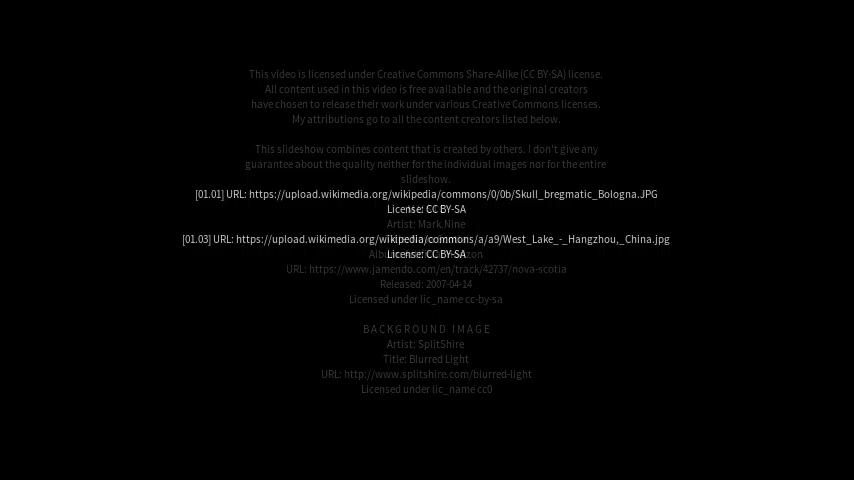 This video is licensed under Creative Commons Share-Alike (CC BY-SA) license.
All content used in this video is free available and the original creators
have chosen to release their work under various Creative Commons licenses.
My attributions go to all the content creators listed below.
This slideshow combines content that is created by others. I don't give any
guarantee about the quality neither for the individual images nor for the entire
slideshow.
[01.01] URL: https://upload.wikimedia.org/wikipedia/commons/0/0b/Skull_bregmatic_Bologna.JPG
License: CC BY-SA
Artist: Mark.Nine
[01.03] URL: https://upload.wikimedia.org/wikipedia/commons/a/a9/West_Lake_-_Hangzhou,_China.jpg
License: CC BY-SA
URL: https://www.jamendo.com/en/track/42737/nova-scotia
Released: 2007-04-14
Licensed under lic_name cc-by-sa
BACKGROUND IMAGE
Artist: SplitShire
Title: Blurred Light
URL: http://www.splitshire.com/blurred-light
Licensed under lic_name cc0